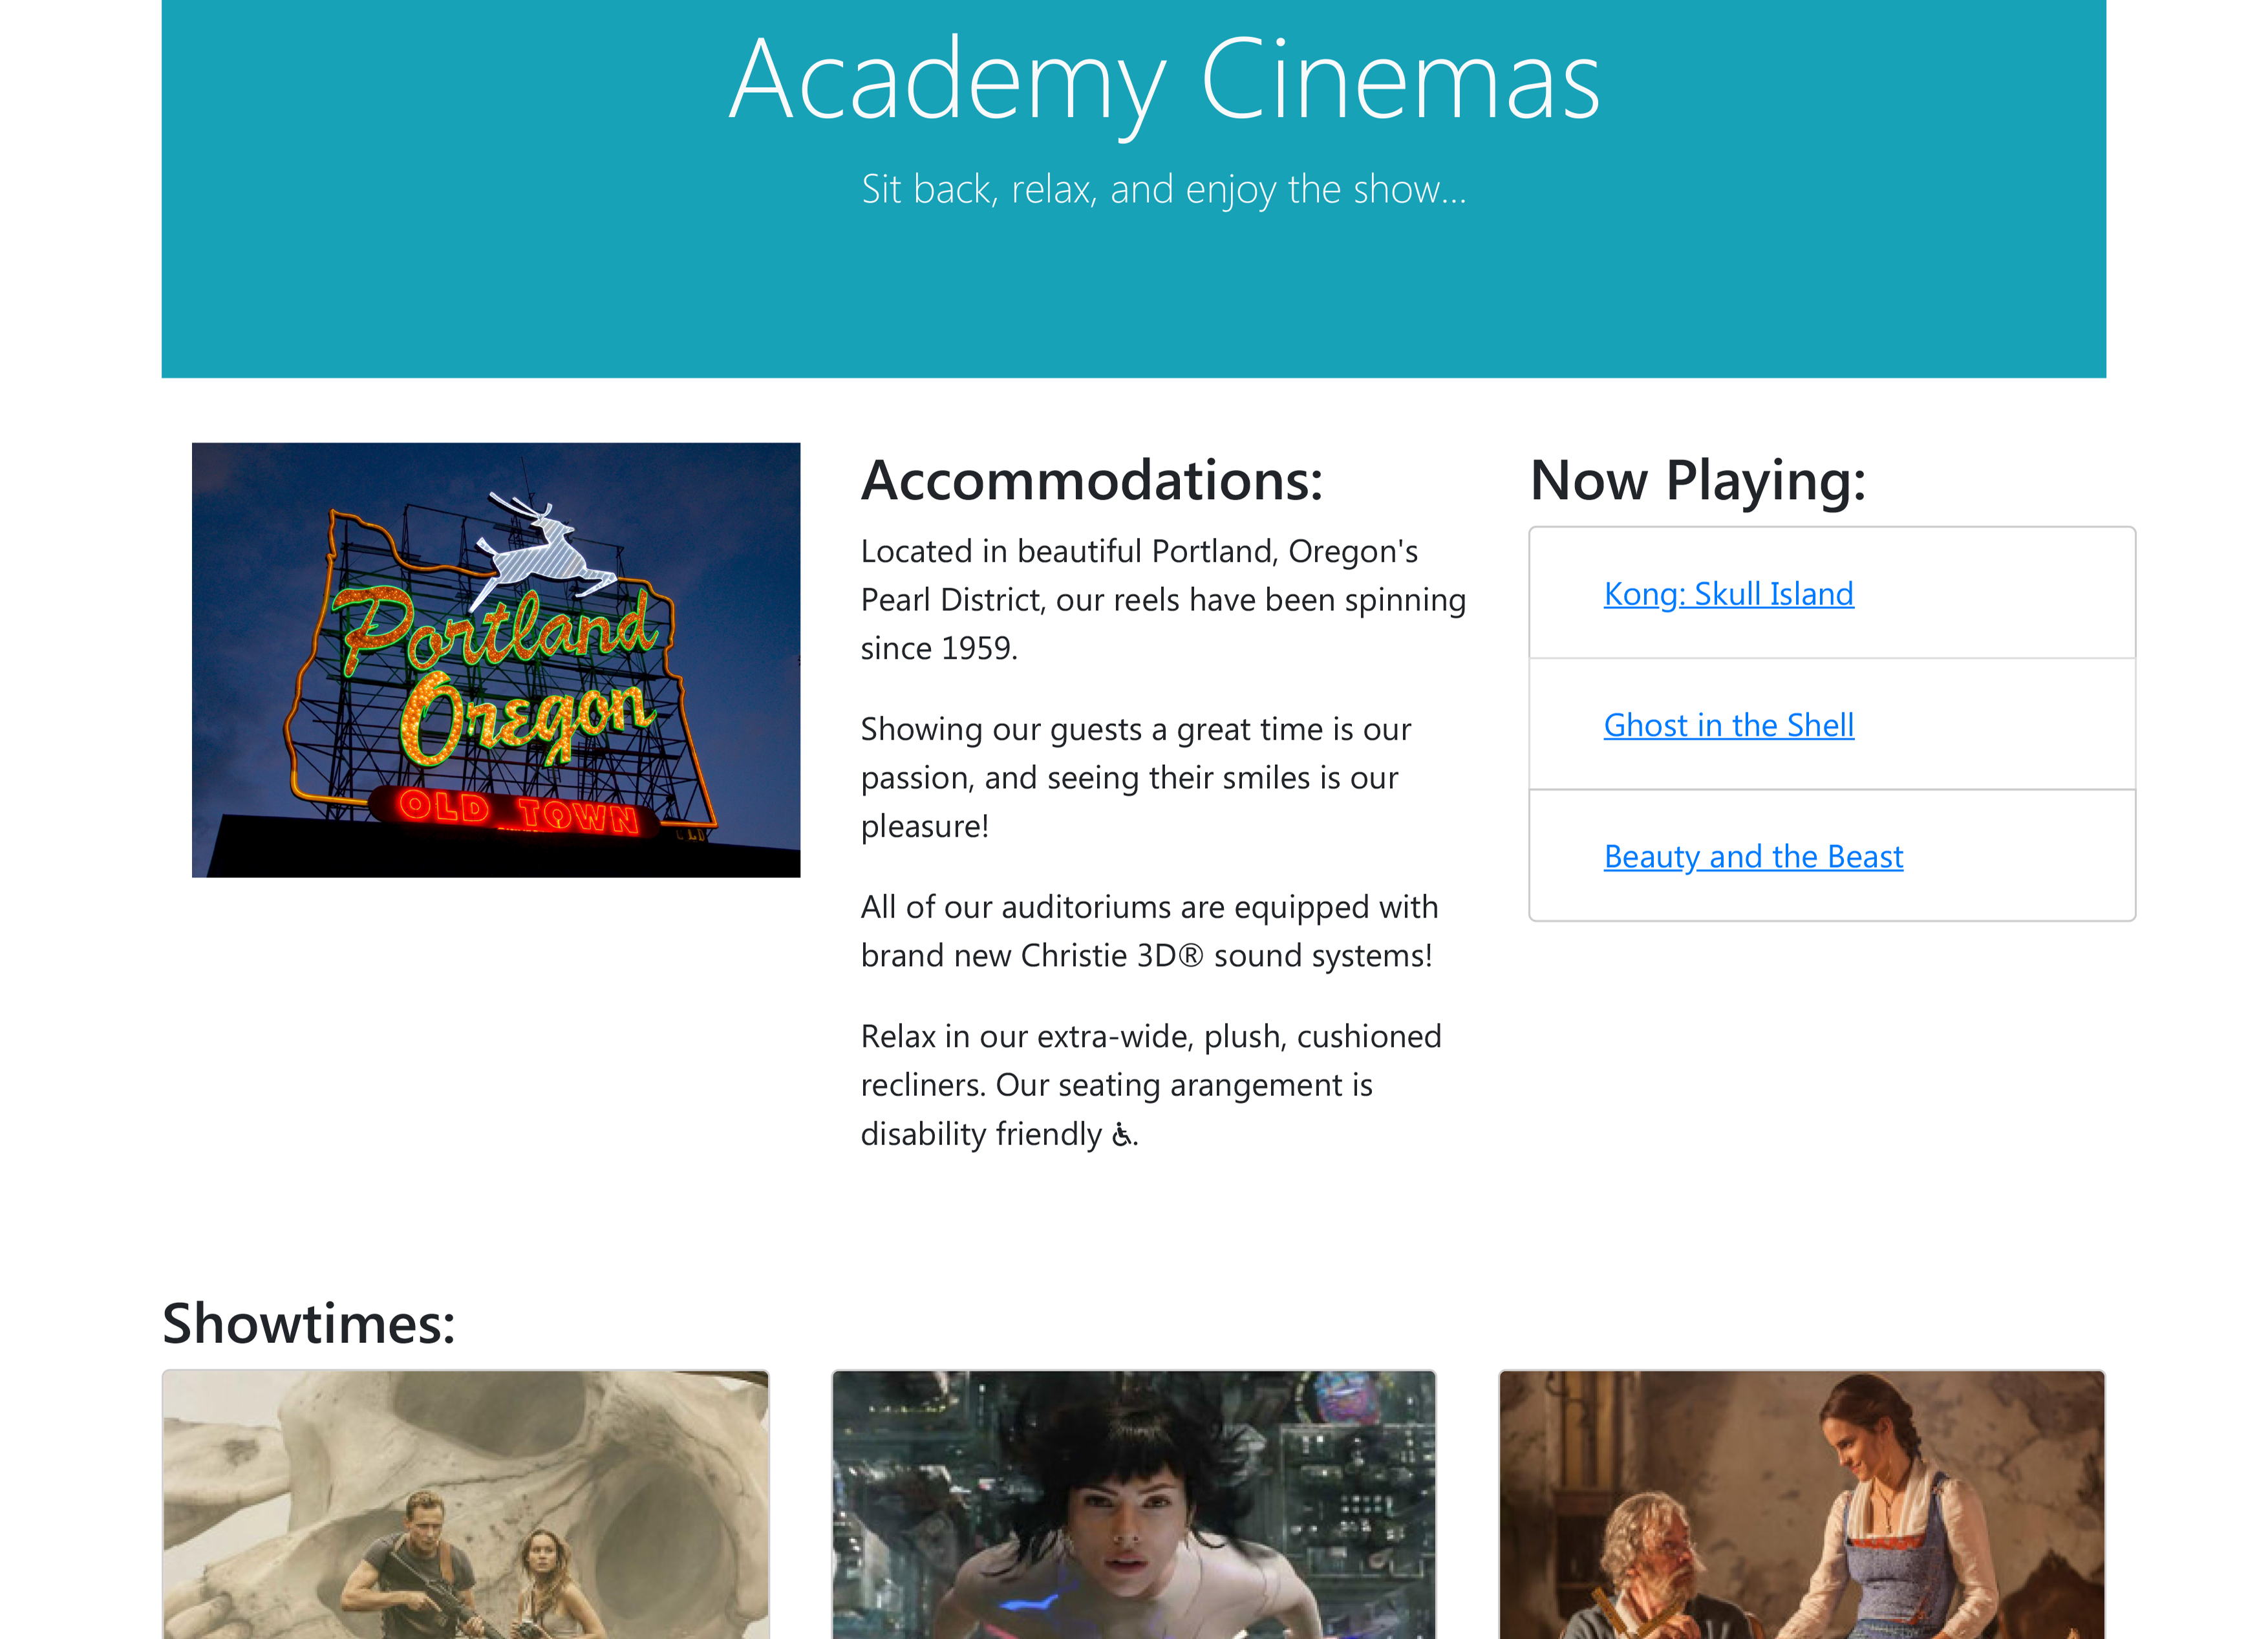 Academy Cinemas
Sit back, relax, and enjoy the show...
Portland
Oregon
OLD TOWN
Accommodations:
Located in beautiful Portland, Oregon's
Pearl District, our reels have been spinning
since 1959.
Showing our guests a great time is our
passion, and seeing their smiles is our
pleasure!
All of our auditoriums are equipped with
brand new Christie 3D® sound systems!
Relax in our extra-wide, plush, cushioned
recliners. Our seating arangement is
disability friendly ♿.
Now Playing:
Kong: Skull Island
Ghost in the Shell
Beauty and the Beast
Showtimes: